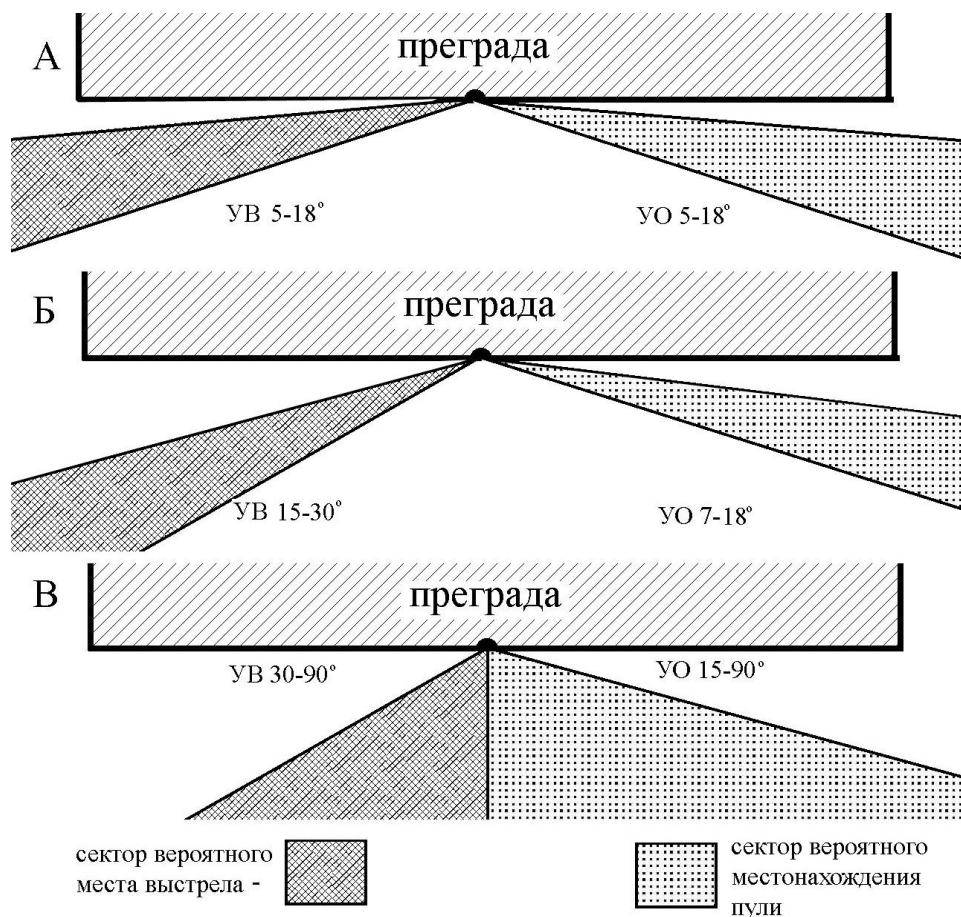 А
преграда
УВ 5-18°
УО 5-18°
Б
преграда
УВ 15-30°
УО 7-18°
В
преграда
УВ 30-90°
УО 15-90°
сектор вероятного
места выстрела -
сектор вероятного
местонахождения
пули